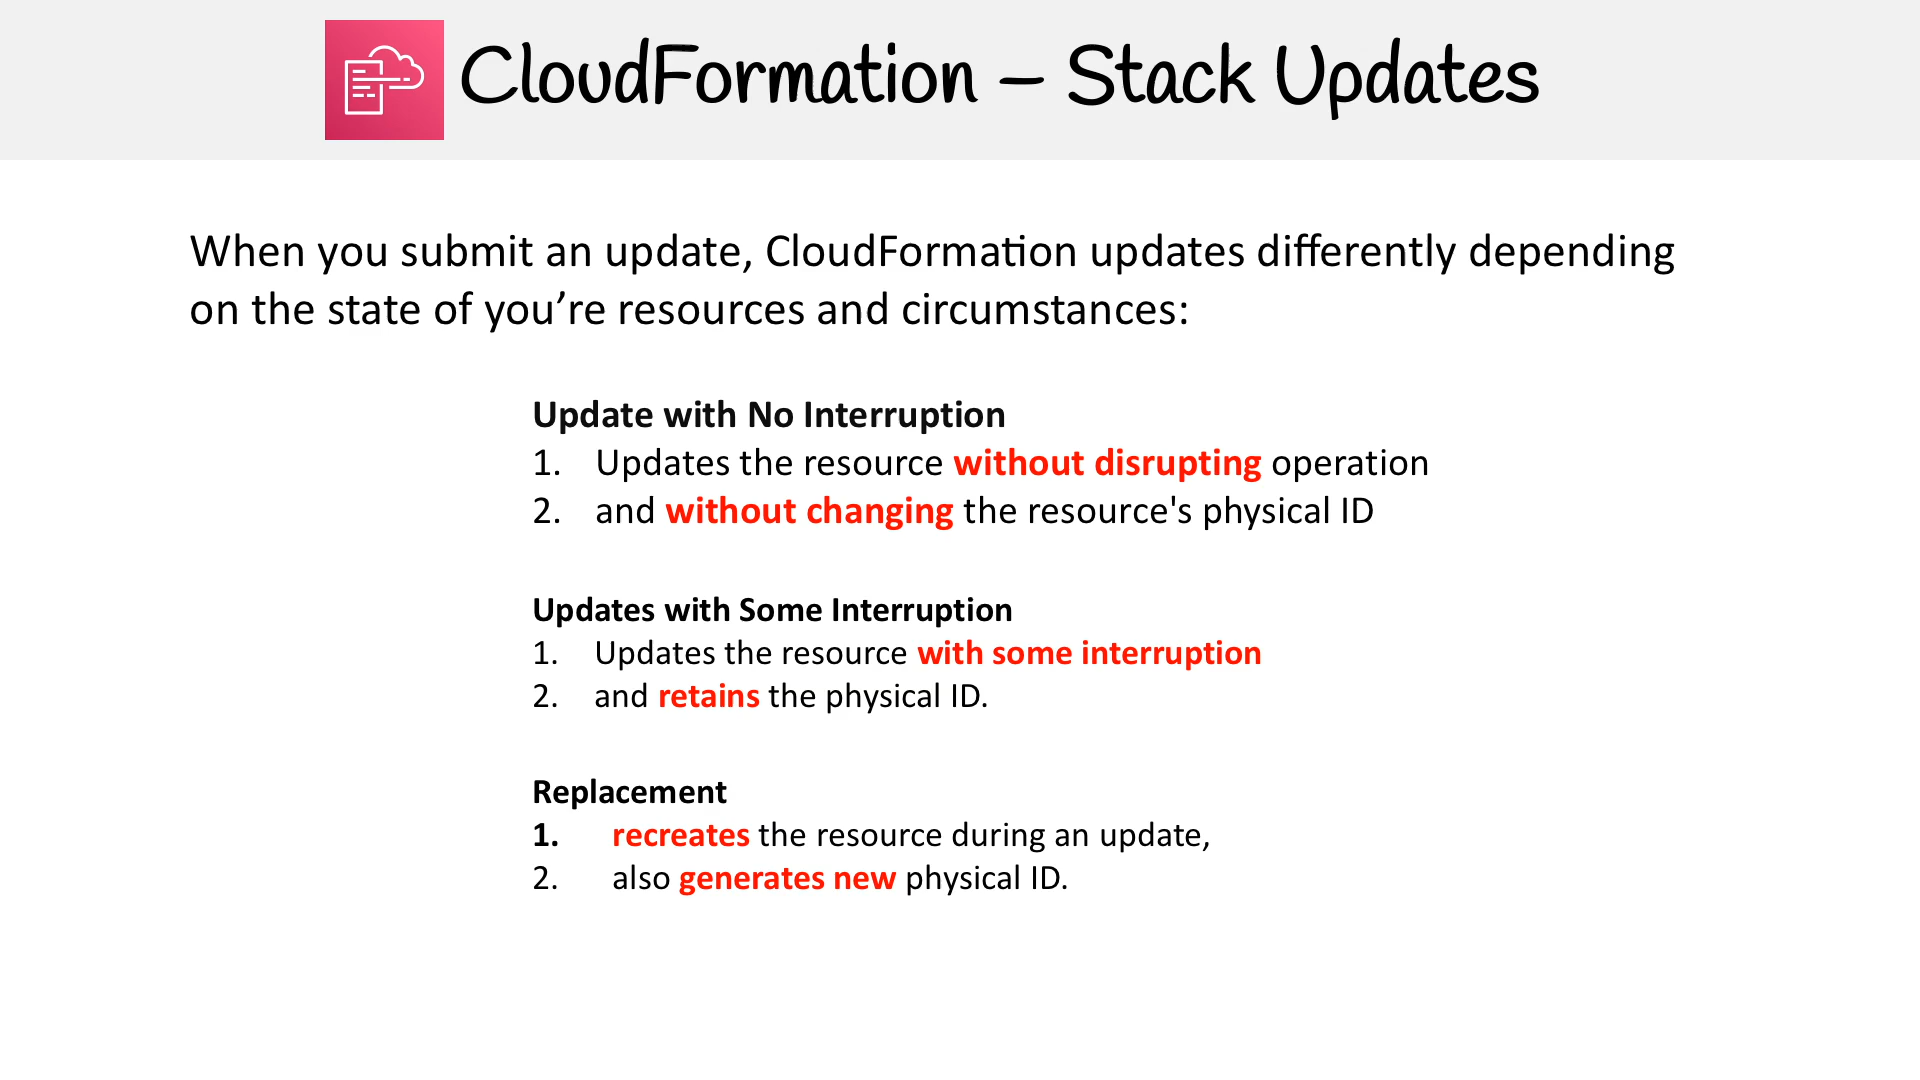 CloudFormation – Stack Updates
When you submit an update, CloudFormation updates differently depending
on the state of you’re resources and circumstances:
Update with No Interruption
1. Updates the resource without disrupting operation
2. and without changing the resource's physical ID
Updates with Some Interruption
1. Updates the resource with some interruption
2. and retains the physical ID.
Replacement
1. recreates the resource during an update,
2. also generates new physical ID.